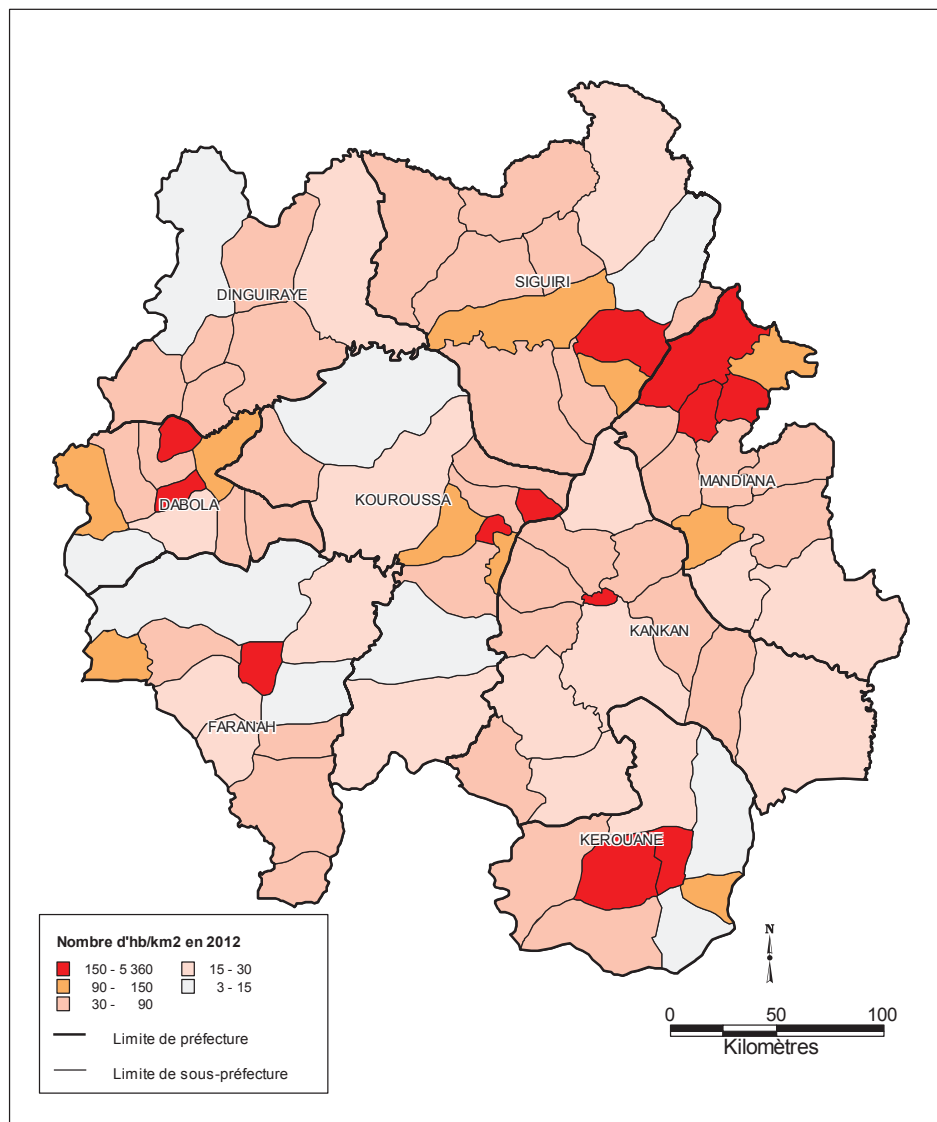 SIGUIRI
DINGUIRAYE
MANDIANA
DABOLA
KOUROUSSA
KANKAN
FARANAH
KEROUANE
Nombre d'hb/km2 en 2012
150 - 5 360
15 - 30
90 - 150
3 - 15
30 - 90
Limite de préfecture
Limite de sous-préfecture
N
0 50 100
Kilomètres